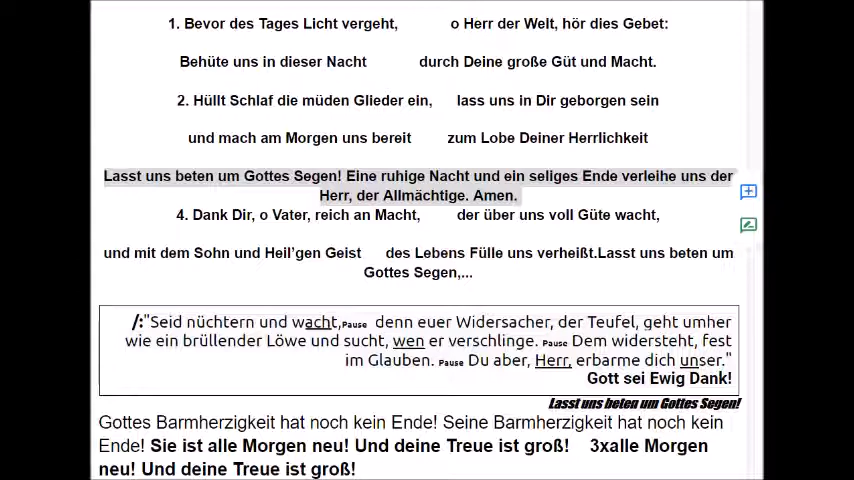 1. Bevor des Tages Licht vergeht, o Herr der Welt, hör dies Gebet:
Behüte uns in dieser Nacht durch Deine große Güt und Macht.
2. Hüllt Schlaf die müden Glieder ein, lass uns in Dir geborgen sein
und mach am Morgen uns bereit zum Lobe Deiner Herrlichkeit
Lasst uns beten um Gottes Segen! Eine ruhige Nacht und ein seliges Ende verleihe uns der
Herr, der Allmächtige. Amen.
4. Dank Dir, o Vater, reich an Macht, der über uns voll Güte wacht,
und mit dem Sohn und Heil'gen Geist des Lebens Fülle uns verheißt.Lasst uns beten um
Gottes Segen,...
/:"Seid nüchtern und wacht,Pause denn euer Widersacher, der Teufel, geht umher
wie ein brüllender Löwe und sucht, wen er verschlinge. Pause Dem widersteht, fest
im Glauben. Pause Du aber, Herr, erbarme dich unser."
Gott sei Ewig Dank!
Lasst uns beten um Gottes Segen!
Gottes Barmherzigkeit hat noch kein Ende! Seine Barmherzigkeit hat noch kein
Ende! Sie ist alle Morgen neu! Und deine Treue ist groß! 3xalle Morgen
neu! Und deine Treue ist groß!